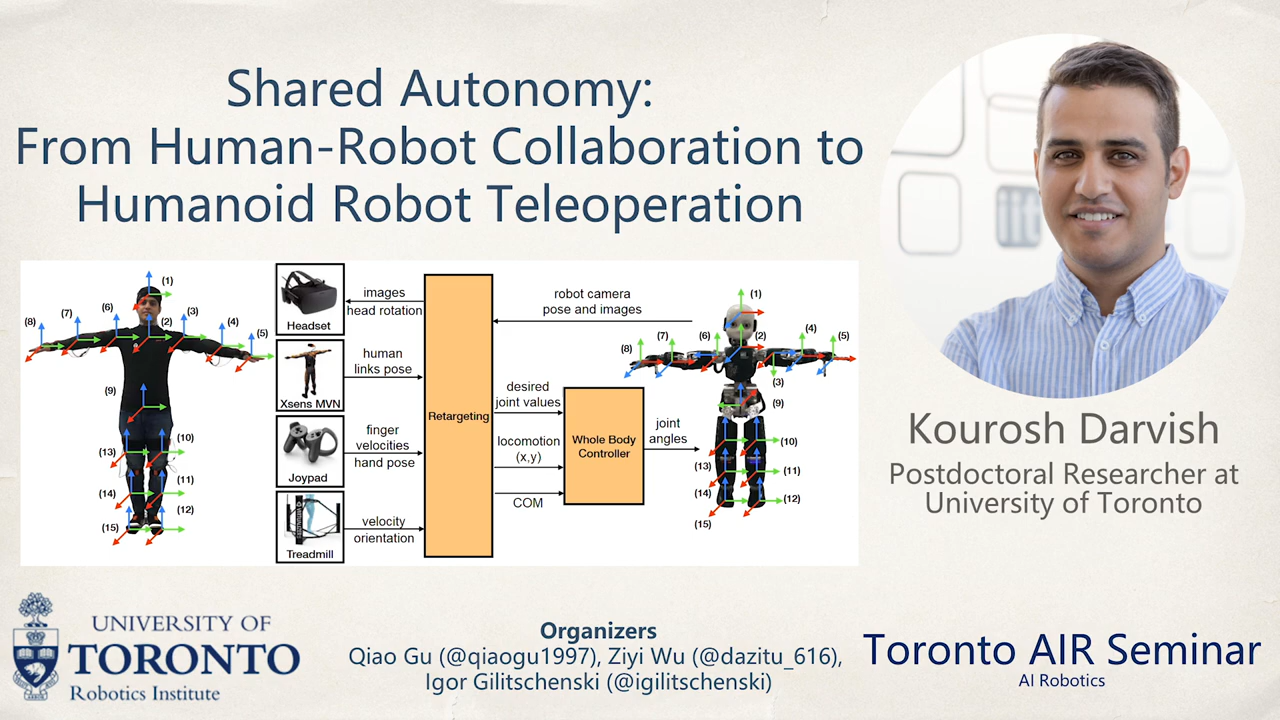 Shared Autonomy:
From Human-Robot Collaboration to
Humanoid Robot Teleoperation
(1)
(2)
(3)
(4)
(5)
(6)
(7)
(8)
(9)
(10)
(11)
(12)
(13)
(14)
(15)
Headset
Xsens MVN
Joypad
Treadmill
images
head rotation
human
links pose
finger
velocities
hand pose
velocity
orientation
Retargeting
robot camera
pose and images
desired
joint values
locomotion
(x,y)
COM
Whole Body
Controller
joint
angles
(1)
(2)
(3)
(4)
(5)
(6)
(7)
(8)
(9)
(10)
(11)
(12)
(13)
(14)
(15)
iit
Kourosh Darvish
Postdoctoral Researcher at
University of Toronto
UNIVERSITY OF
TORONTO
Robotics Institute
Organizers
Qiao Gu (@qiaogu1997), Ziyi Wu (@dazitu_616),
Igor Gilitschenski (@igilitschenski)
Toronto AIR Seminar
AI Robotics